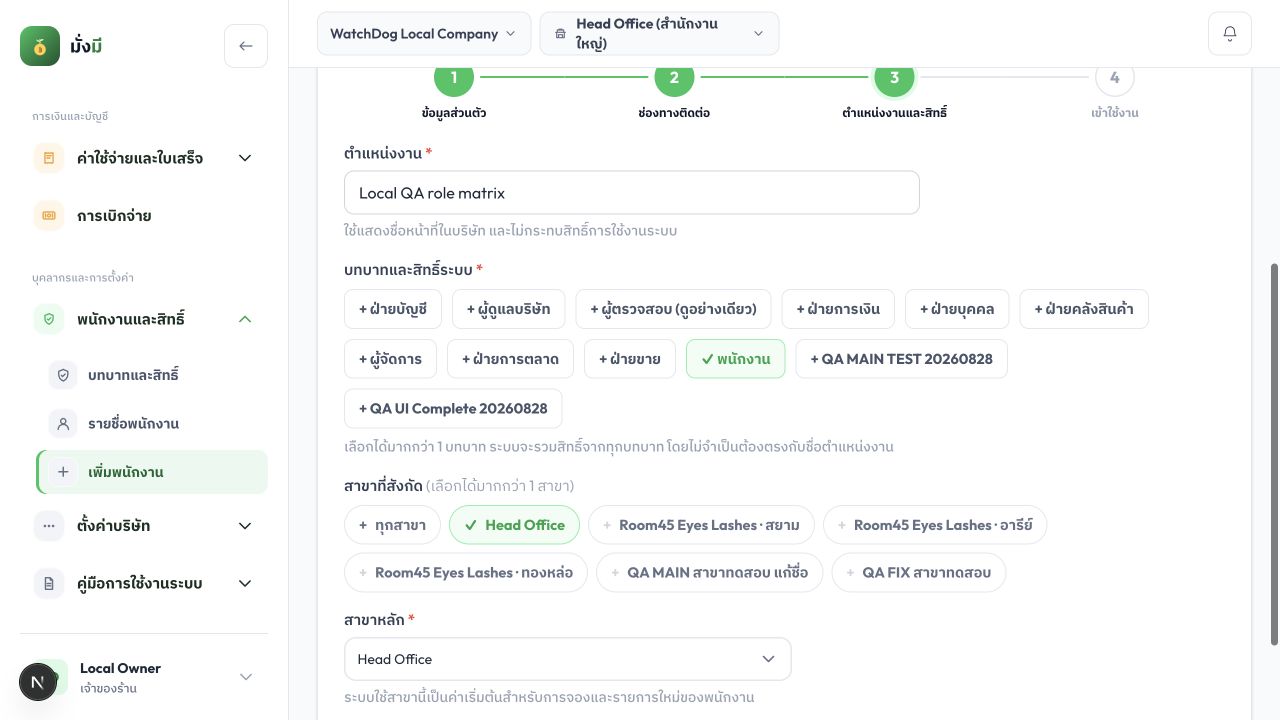 มั่งมี
WatchDog Local Company
Head Office (สำนักงาน
ใหญ่)
การเงินและบัญชี
ค่าใช้จ่ายและใบเสร็จ
การเบิกจ่าย
บุคลากรและการตั้งค่า
พนักงานและสิทธิ์
บทบาทและสิทธิ์
รายชื่อพนักงาน
เพิ่มพนักงาน
ตั้งค่าบริษัท
คู่มือการใช้งานระบบ
N
Local Owner
เจ้าของร้าน
1 2 3 4
ข้อมูลส่วนตัว ช่องทางติดต่อ ตำแหน่งงานและสิทธิ์ เข้าใช้งาน
ตำแหน่งงาน *
Local QA role matrix
ใช้แสดงชื่อหน้าที่ในบริษัท และไม่กระทบสิทธิ์การใช้งานระบบ
บทบาทและสิทธิ์ระบบ *
+ ฝ่ายบัญชี + ผู้ดูแลบริษัท + ผู้ตรวจสอบ (ดูอย่างเดียว) + ฝ่ายการเงิน + ฝ่ายบุคคล + ฝ่ายคลังสินค้า
+ ผู้จัดการ + ฝ่ายการตลาด + ฝ่ายขาย ✓ พนักงาน + QA MAIN TEST 20260828
+ QA UI Complete 20260828
เลือกได้มากกว่า 1 บทบาท ระบบจะรวมสิทธิ์จากทุกบทบาท โดยไม่จำเป็นต้องตรงกับชื่อตำแหน่งงาน
สาขาที่สังกัด (เลือกได้มากกว่า 1 สาขา)
+ ทุกสาขา ✓ Head Office + Room45 Eyes Lashes · สยาม + Room45 Eyes Lashes · อารีย์
+ Room45 Eyes Lashes · ทองหล่อ + QA MAIN สาขาทดสอบ แก้ชื่อ + QA FIX สาขาทดสอบ
สาขาหลัก *
Head Office
ระบบใช้สาขานี้เป็นค่าเริ่มต้นสำหรับการจองและรายการใหม่ของพนักงาน